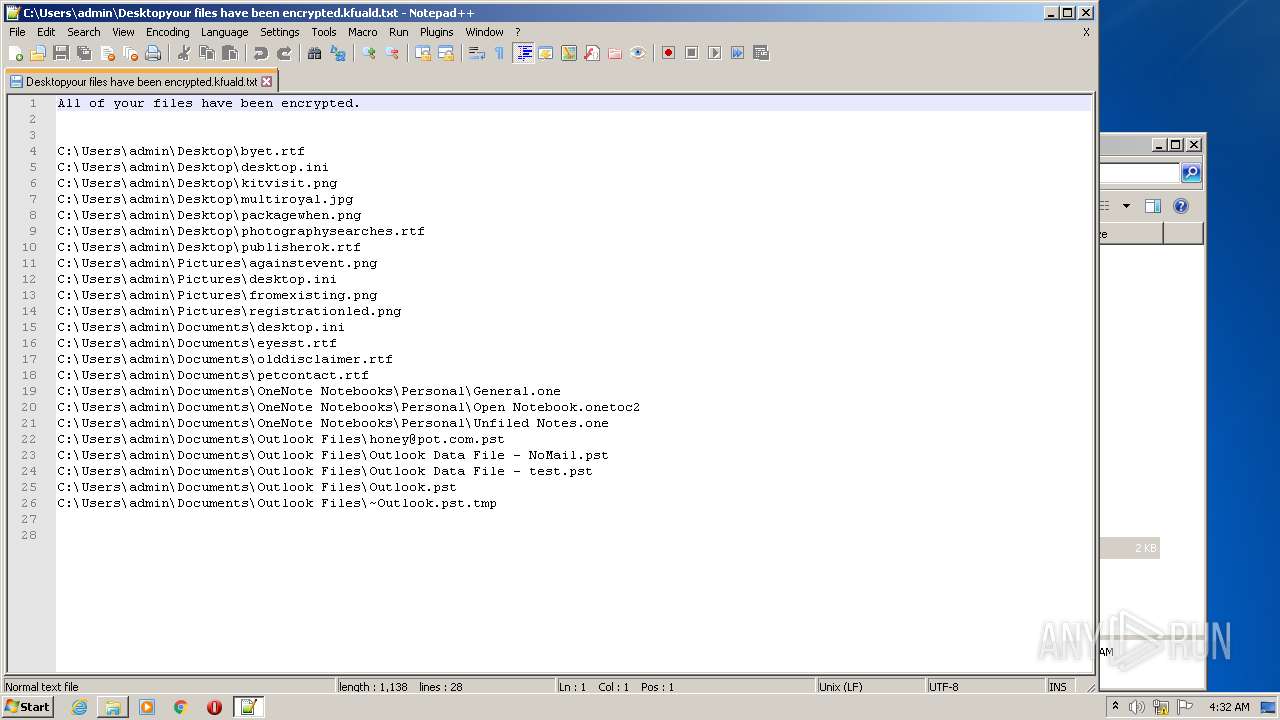 C:\Users\admin\Desktopyour files have been encrypted.kfuald.txt - Notepad++
File Edit Search View Encoding Language Settings Tools Macro Run Plugins Window ? X
Desktopyour files have been encrypted.kfuald.txt
1 All of your files have been encrypted.
2
3
4 C:\Users\admin\Desktop\byet.rtf
5 C:\Users\admin\Desktop\desktop.ini
6 C:\Users\admin\Desktop\kitvisit.png
7 C:\Users\admin\Desktop\multiroyal.jpg
8 C:\Users\admin\Desktop\packagewhen.png
9 C:\Users\admin\Desktop\photographysearches.rtf
10 C:\Users\admin\Desktop\publisherok.rtf
11 C:\Users\admin\Pictures\againstevent.png
12 C:\Users\admin\Pictures\desktop.ini
13 C:\Users\admin\Pictures\fromexisting.png
14 C:\Users\admin\Pictures\registrationled.png
15 C:\Users\admin\Documents\desktop.ini
16 C:\Users\admin\Documents\eyesst.rtf
17 C:\Users\admin\Documents\olddisclaimer.rtf
18 C:\Users\admin\Documents\petcontact.rtf
19 C:\Users\admin\Documents\OneNote Notebooks\Personal\General.one
20 C:\Users\admin\Documents\OneNote Notebooks\Personal\Open Notebook.onetoc2
21 C:\Users\admin\Documents\OneNote Notebooks\Personal\Unfiled Notes.one
22 C:\Users\admin\Documents\Outlook Files\honey@pot.com.pst
23 C:\Users\admin\Documents\Outlook Files\Outlook Data File - NoMail.pst
24 C:\Users\admin\Documents\Outlook Files\Outlook Data File - test.pst
25 C:\Users\admin\Documents\Outlook Files\Outlook.pst
26 C:\Users\admin\Documents\Outlook Files\~Outlook.pst.tmp
27
28
ze
2 KB
AM
ANY RUN
Normal text file length : 1,138 lines : 28 Ln : 1 Col : 1 Pos : 1 Unix (LF) UTF-8 INS
Start 4:32 AM